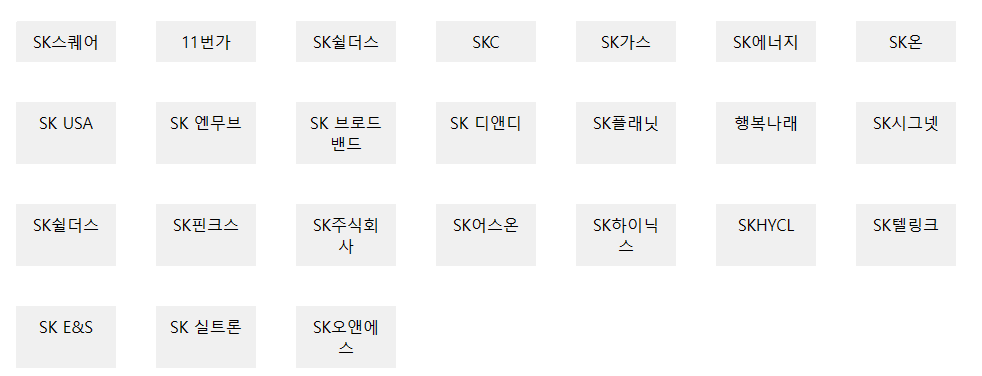 SK스퀘어
11번가
SK쉴더스
SKC
SK가스
SK에너지
SK온
SK USA
SK 엔무브
SK 브로드
밴드
SK 디앤디
SK플래닛
행복나래
SK시그넷
SK쉴더스
SK핀크스
SK주식회
사
SK어스온
SK하이닉
스
SKHYCL
SK텔링크
SK E&S
SK 실트론
SK오앤에
스